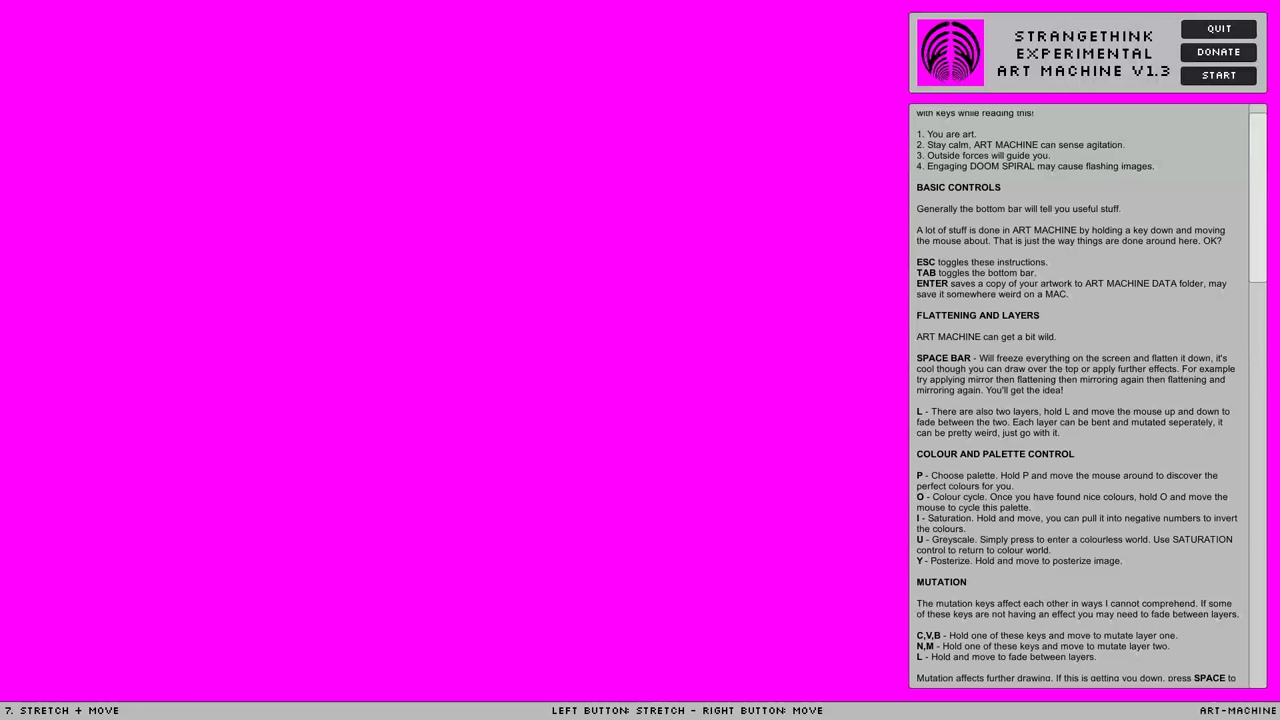 STRANGETHINK
EXPERIMENTAL
ART MACHINE V1.3
QUIT
DONATE
START
with keys while reading this!
1. You are art.
2. Stay calm, ART MACHINE can sense agitation.
3. Outside forces will guide you.
4. Engaging DOOM SPIRAL may cause flashing images.
BASIC CONTROLS
Generally the bottom bar will tell you useful stuff.
A lot of stuff is done in ART MACHINE by holding a key down and moving
the mouse about. That is just the way things are done around here. OK?
ESC toggles these instructions.
TAB toggles the bottom bar.
ENTER saves a copy of your artwork to ART MACHINE DATA folder, may
save it somewhere weird on a MAC.
FLATTENING AND LAYERS
ART MACHINE can get a bit wild.
SPACE BAR - Will freeze everything on the screen and flatten it down, it's
cool though you can draw over the top or apply further effects. For example
try applying mirror then flattening then mirroring again then flattening and
mirroring again. You'll get the idea!
L - There are also two layers, hold L and move the mouse up and down to
fade between the two. Each layer can be bent and mutated seperately, it
can be pretty weird, just go with it.
COLOUR AND PALETTE CONTROL
P - Choose palette. Hold P and move the mouse around to discover the
perfect colours for you.
O - Colour cycle. Once you have found nice colours, hold O and move the
mouse to cycle this palette.
I - Saturation. Hold and move, you can pull it into negative numbers to invert
the colours.
U - Greyscale. Simply press to enter a colourless world. Use SATURATION
control to return to colour world.
Y - Posterize. Hold and move to posterize image.
MUTATION
The mutation keys affect each other in ways I cannot comprehend. If some
of these keys are not having an effect you may need to fade between layers.
C,V,B - Hold one of these keys and move to mutate layer one.
N,M - Hold one of these keys and move to mutate layer two.
L - Hold and move to fade between layers.
Mutation affects further drawing. If this is getting you down, press SPACE to
7. STRETCH + MOVE
LEFT BUTTON: STRETCH - RIGHT BUTTON: MOVE
ART-MACHINE